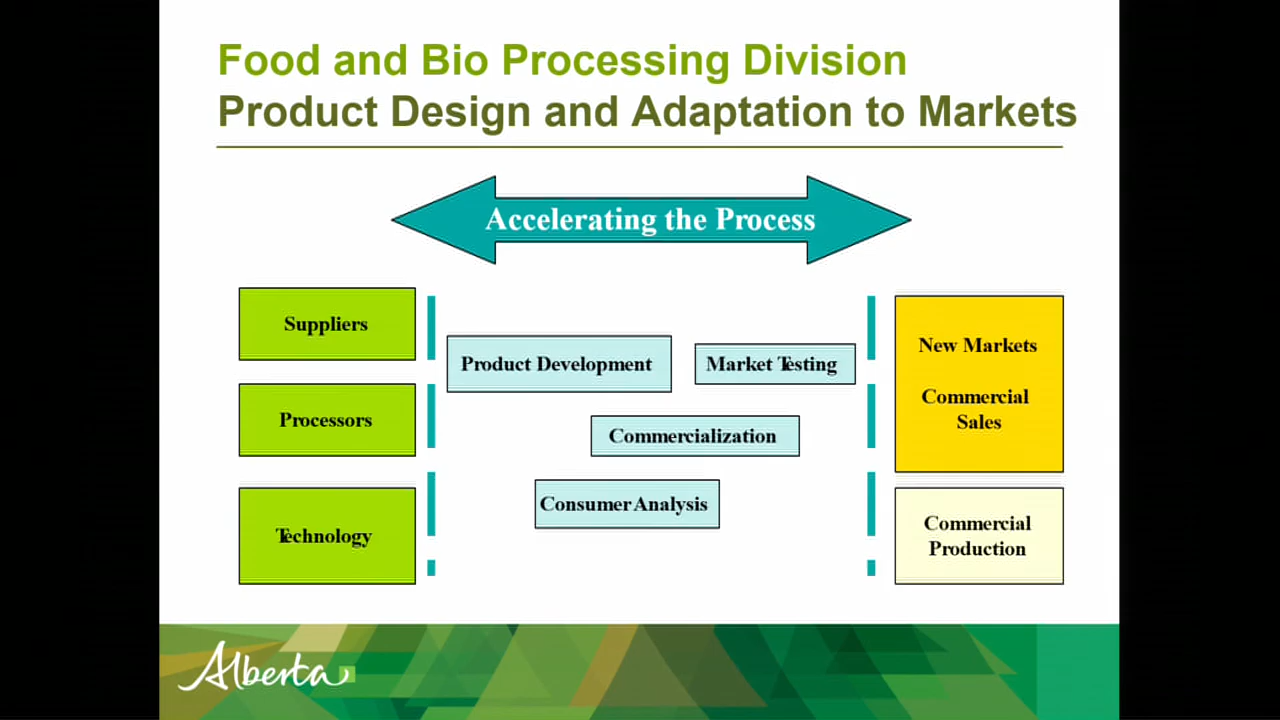 Food and Bio Processing Division
Product Design and Adaptation to Markets
Accelerating the Process
Suppliers
Processors
Technology
Product Development
Market Testing
Commercialization
Consumer Analysis
New Markets
Commercial
Sales
Commercial
Production
Alberta